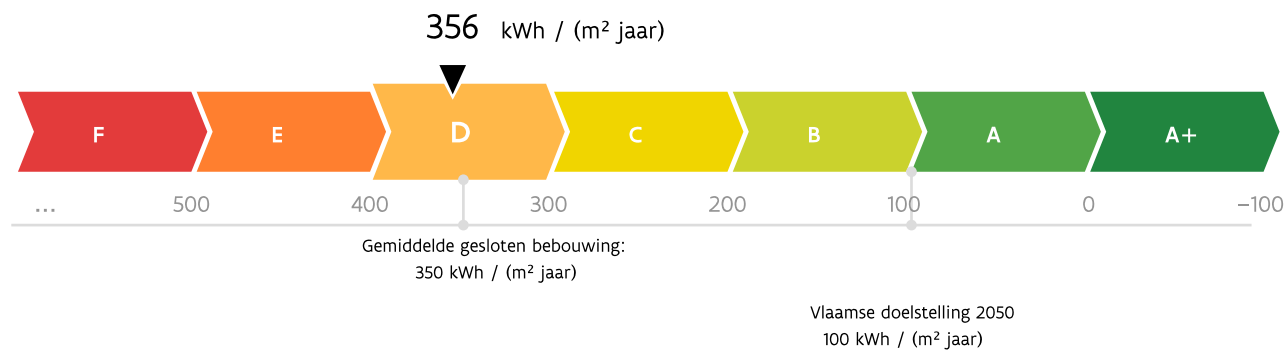 356 kWh / (m² jaar)
F E D C B A A+
... 500 400 300 200 100 0 –100
Gemiddelde gesloten bebouwing:
350 kWh / (m² jaar)
Vlaamse doelstelling 2050
100 kWh / (m² jaar)